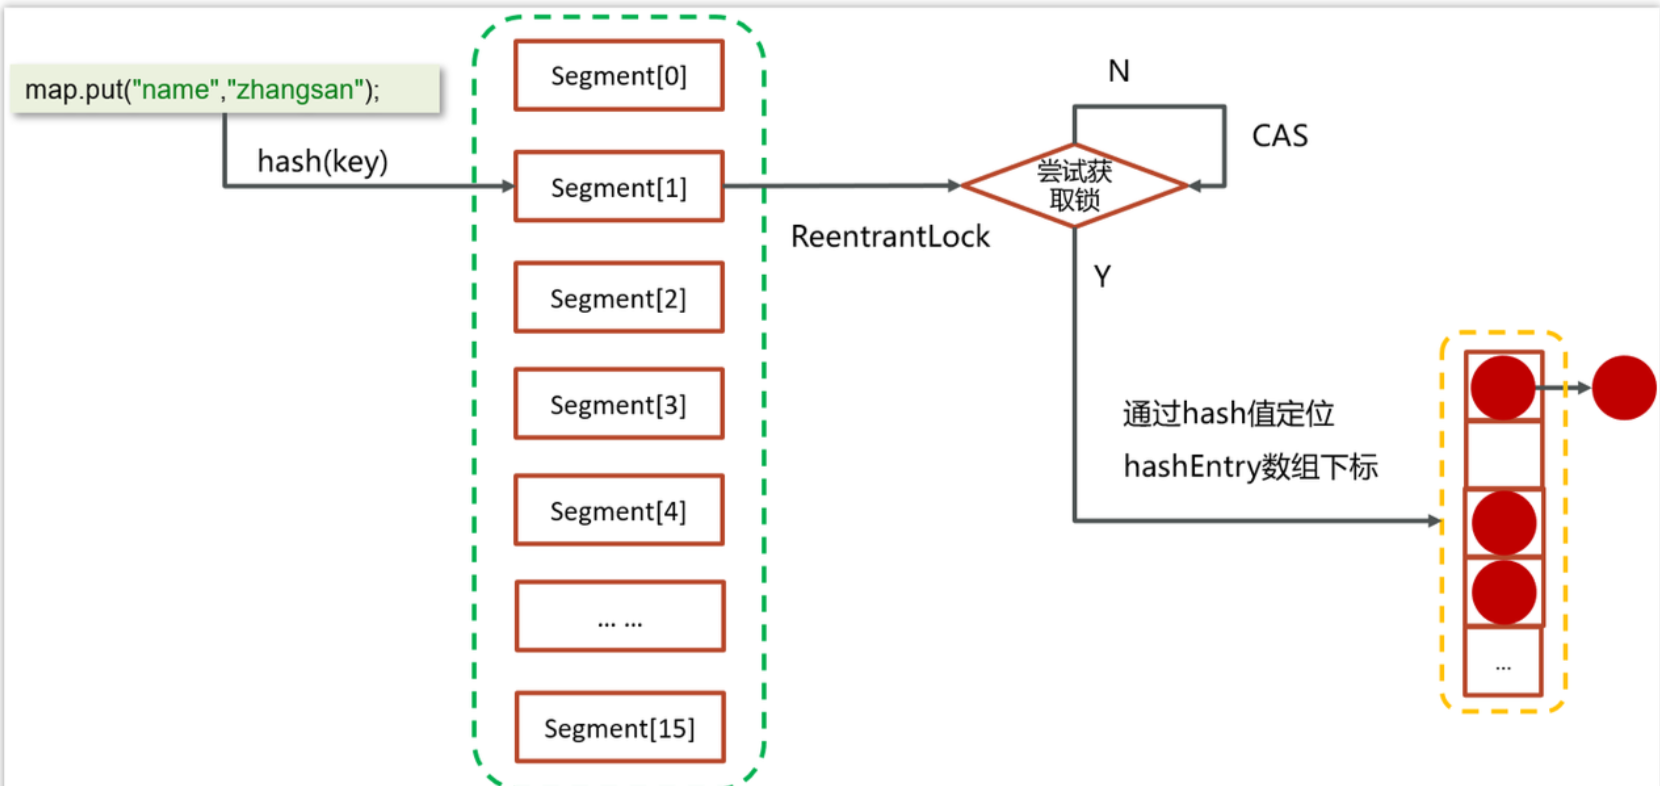 map.put("name","zhangsan");
hash(key)
Segment[0]
Segment[1]
Segment[2]
Segment[3]
Segment[4]
... ...
Segment[15]
ReentrantLock
N
CAS
尝试获
取锁
Y
通过hash值定位
hashEntry数组下标
...